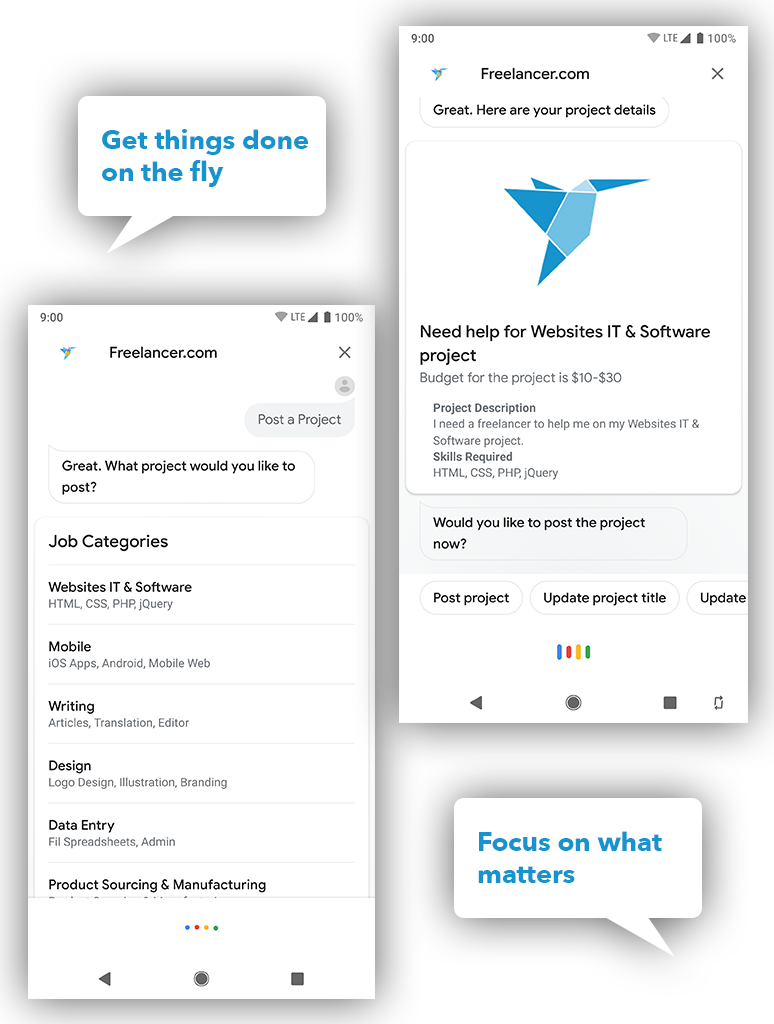 Get things done
on the fly
9:00
LTE
100%
Freelancer.com
Post a Project
Great. What project would you like to
post?
Job Categories
Websites IT & Software
HTML, CSS, PHP, jQuery
Mobile
iOS Apps, Android, Mobile Web
Writing
Articles, Translation, Editor
Design
Logo Design, Illustration, Branding
Data Entry
Fil Spreadsheets, Admin
Product Sourcing & Manufacturing
9:00
LTE
100%
Freelancer.com
Great. Here are your project details
Need help for Websites IT & Software
project
Budget for the project is $10-$30
Project Description
I need a freelancer to help me on my Websites IT &
Software project.
Skills Required
HTML, CSS, PHP, jQuery
Would you like to post the project
now?
Post project
Update project title
Update
Focus on what
matters